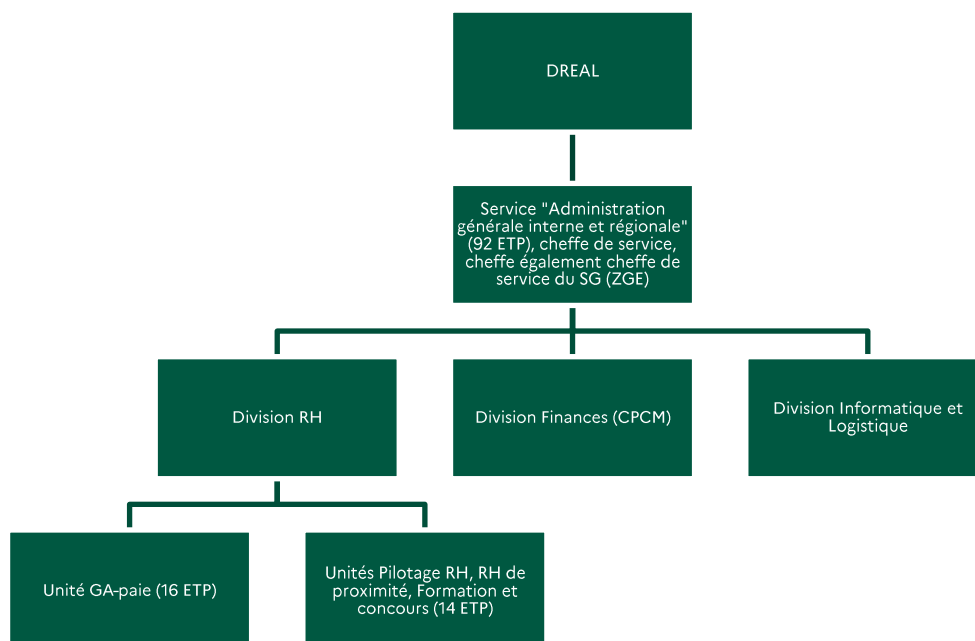 DREAL
Service "Administration
générale interne et régionale"
(92 ETP), cheffe de service,
cheffe également cheffe de
service du SG (ZGE)
Division RH
Division Finances (CPCM)
Division Informatique et
Logistique
Unité GA-paie (16 ETP)
Unités Pilotage RH, RH de
proximité, Formation et
concours (14 ETP)